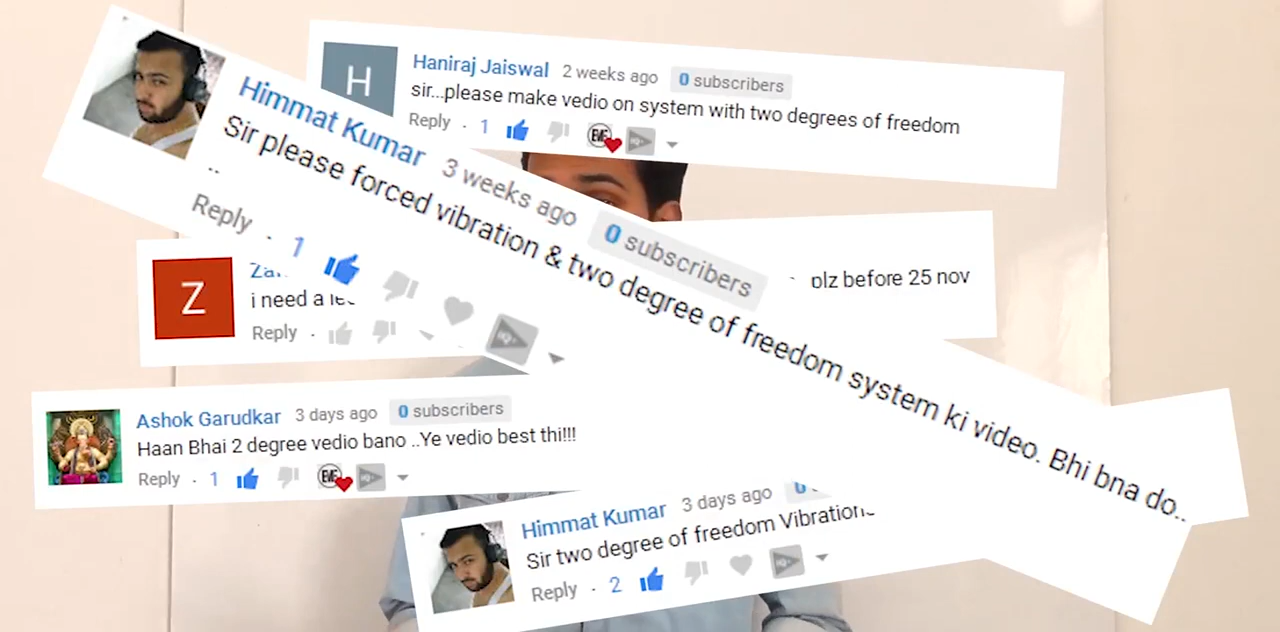 H
Haniraj Jaiswal 2 weeks ago 0 subscribers
sir...please make vedio on system with two degrees of freedom
Reply · 1
EVE
Himmat Kumar 3 weeks ago 0 subscribers
Sir please forced vibration & two degree of freedom system ki video. Bhi bna do..
..
Reply · 1
Z
i need a
plz before 25 nov
Reply ·
Ashok Garudkar 3 days ago 0 subscribers
Haan Bhai 2 degree vedio bano ..Ye vedio best thi!!!
Reply · 1
EVE
Himmat Kumar 3 days ago 0
Sir two degree of freedom Vibration
Reply · 2